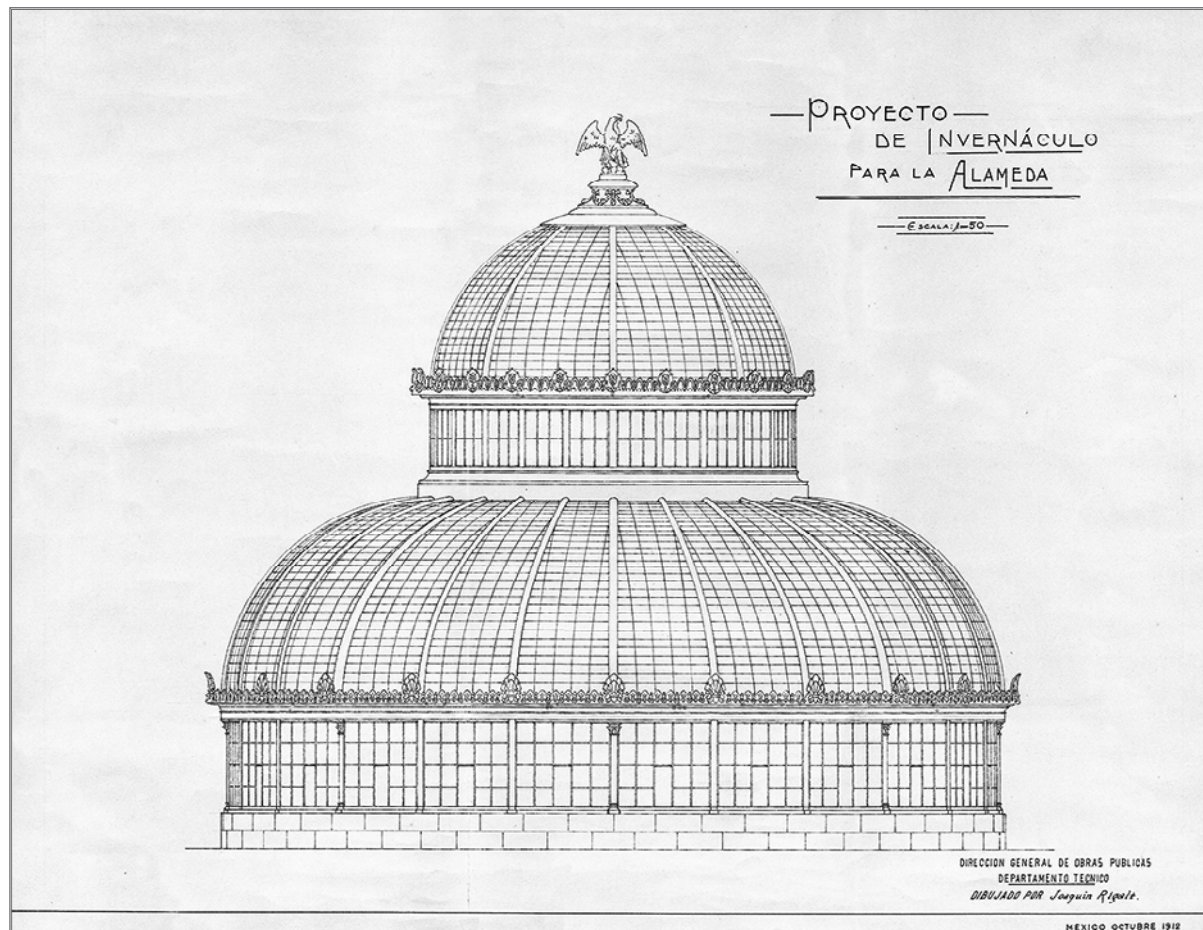 PROYECTO
DE INVERNÁCULO
PARA LA ALAMEDA
ESCALA: 1-50
DIRECCION GENERAL DE OBRAS PUBLICAS
DEPARTAMENTO TECNICO
DIBUJADO POR Joaquin Rigalt.
MEXICO OCTUBRE 1912